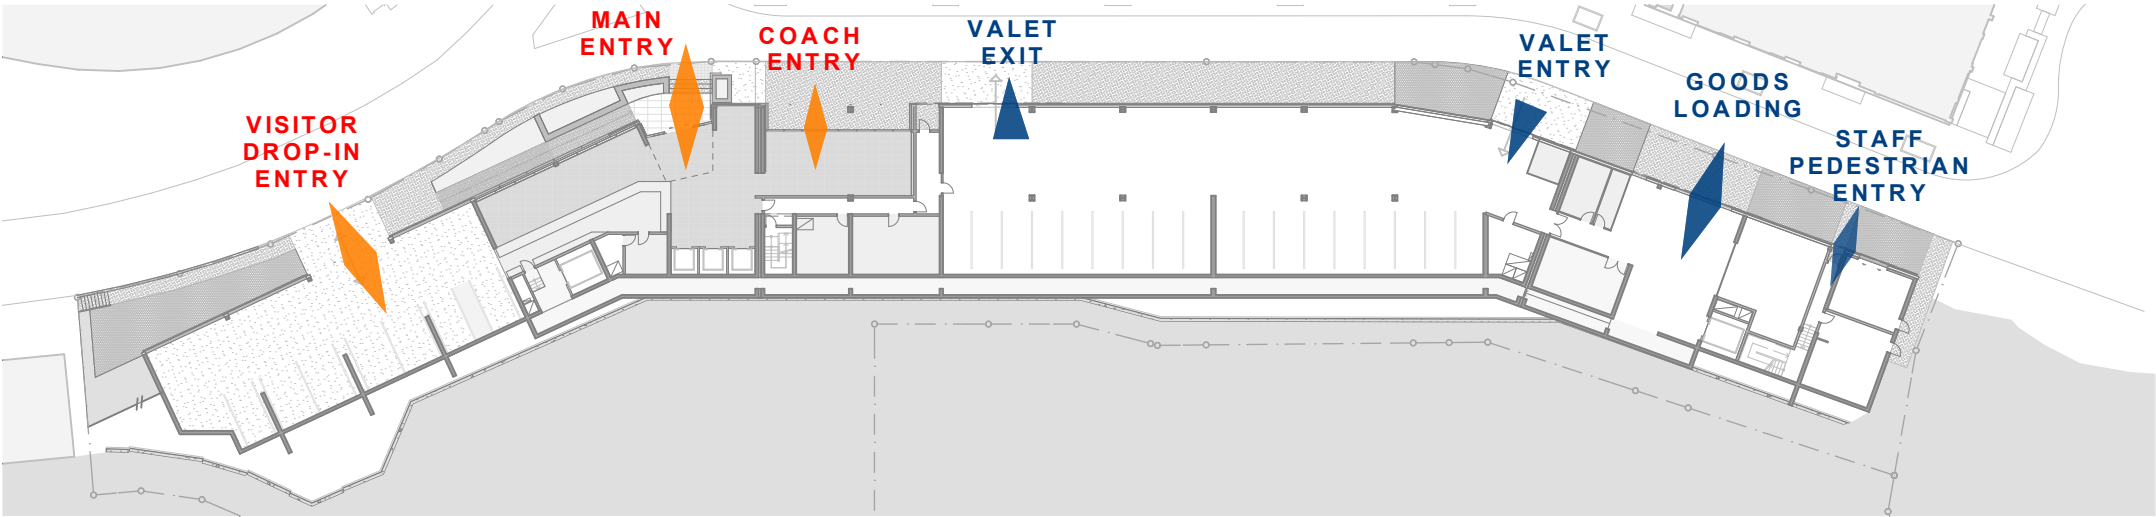 MAIN
ENTRY
COACH
ENTRY
VALET
EXIT
VALET
ENTRY
GOODS
LOADING
VISITOR
DROP-IN
ENTRY
STAFF
PEDESTRIAN
ENTRY